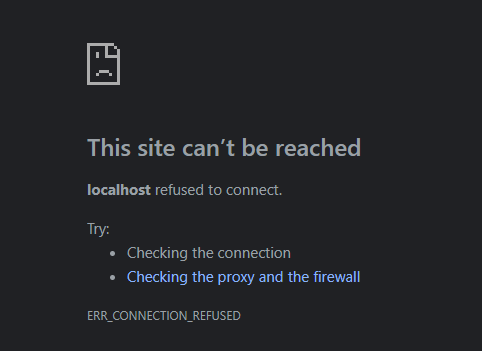 This site can’t be reached
localhost refused to connect.
Try:
• Checking the connection
• Checking the proxy and the firewall
ERR_CONNECTION_REFUSED